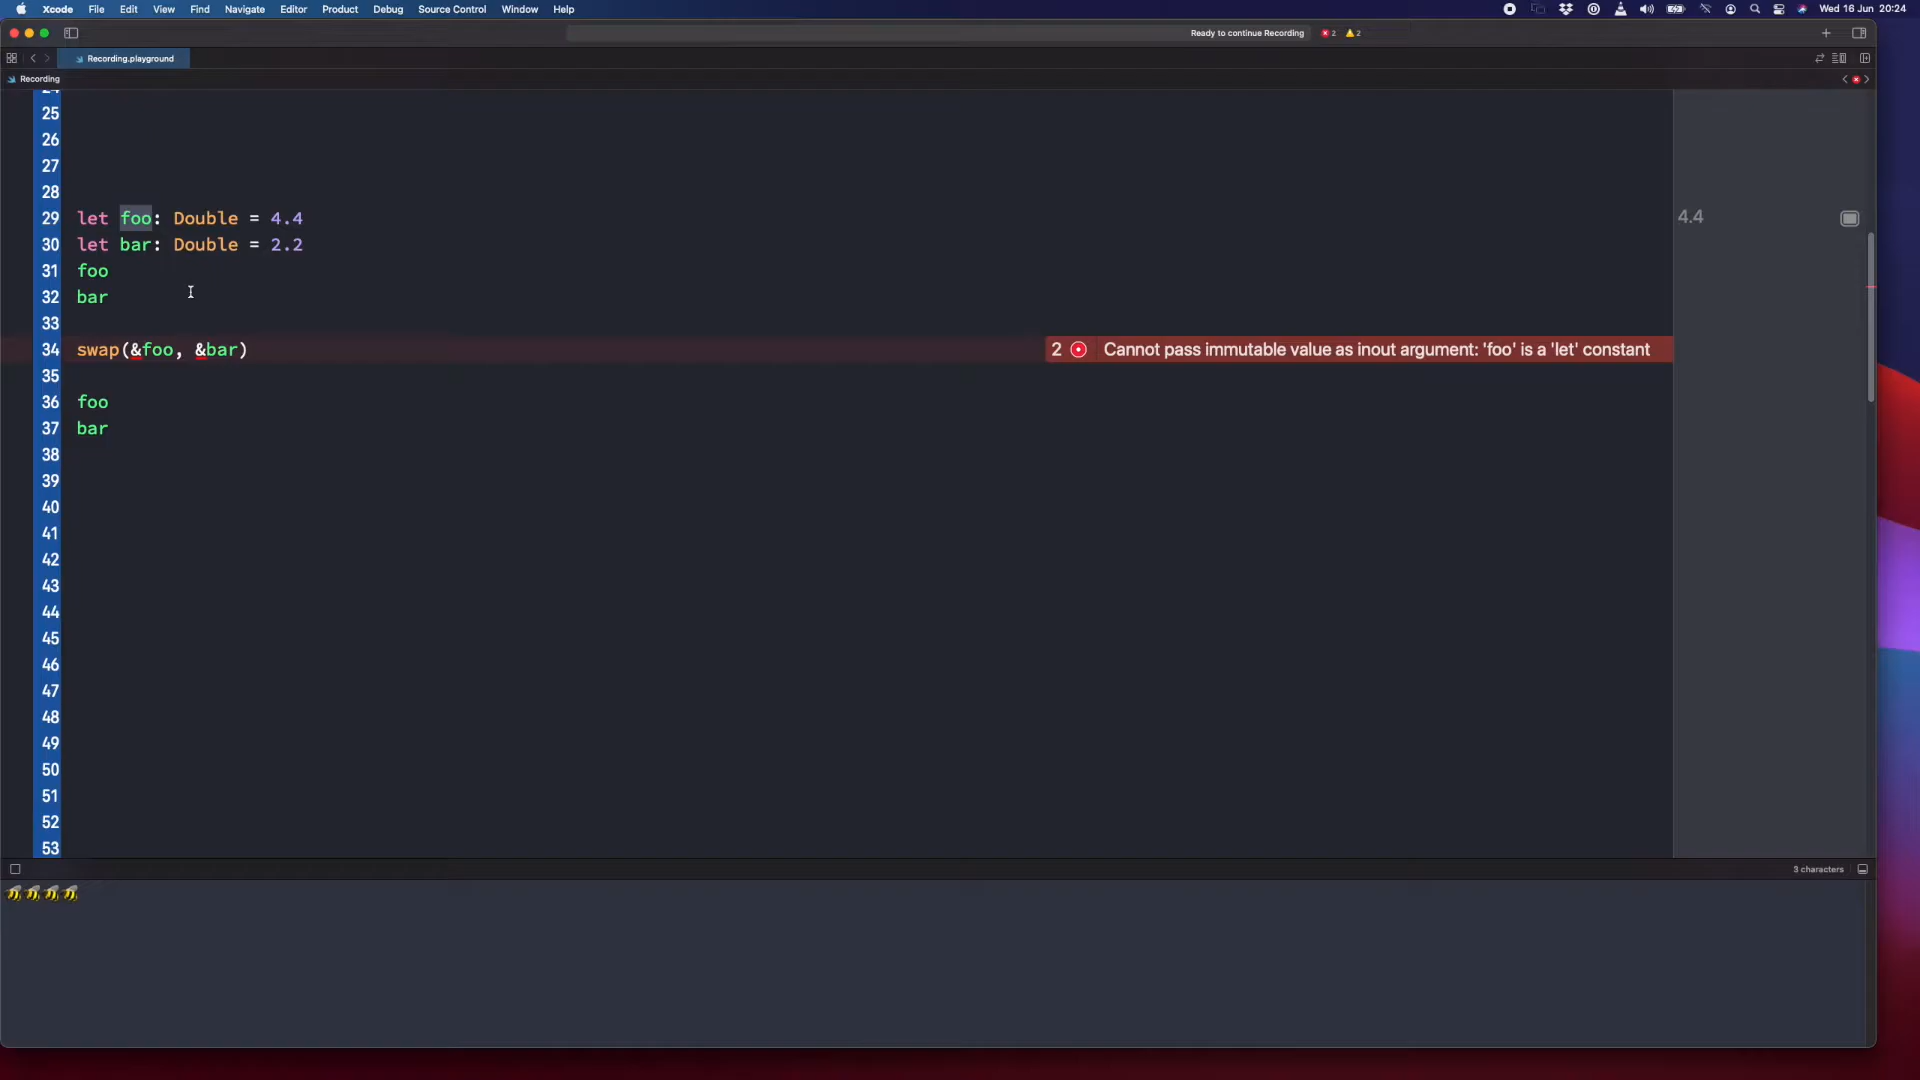 Xcode File Edit View Find Navigate Editor Product Debug Source Control Window Help Wed 16 Jun 20:24
Ready to continue Recording 2 2
Recording.playground
Recording
24
25
26
27
28
29 let foo: Double = 4.4 4.4
30 let bar: Double = 2.2
31 foo
32 bar
33
34 swap(&foo, &bar) 2 Cannot pass immutable value as inout argument: 'foo' is a 'let' constant
35
36 foo
37 bar
38
39
40
41
42
43
44
45
46
47
48
49
50
51
52
53
3 characters
🐝🐝🐝🐝